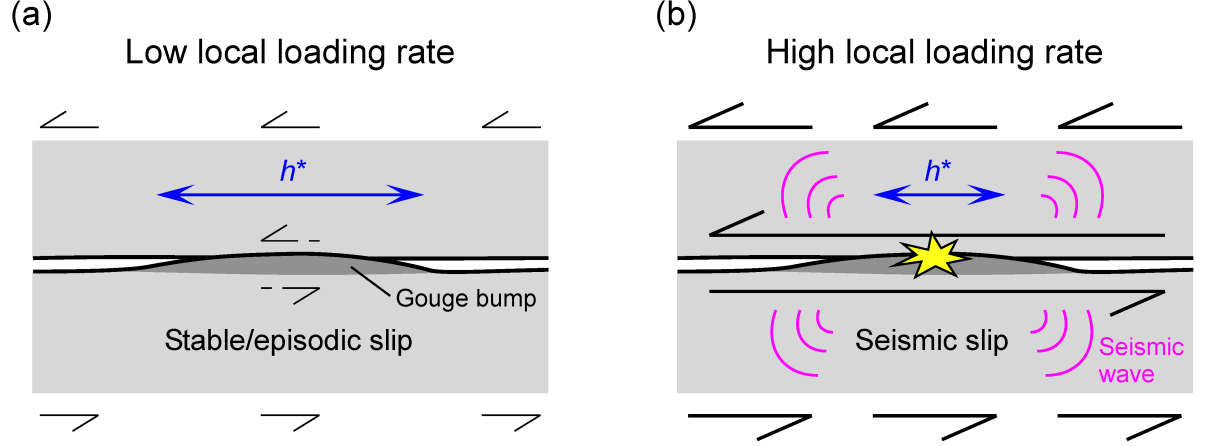 (a)
Low local loading rate
h*
Gouge bump
Stable/episodic slip
(b)
High local loading rate
h*
Seismic slip
Seismic
wave